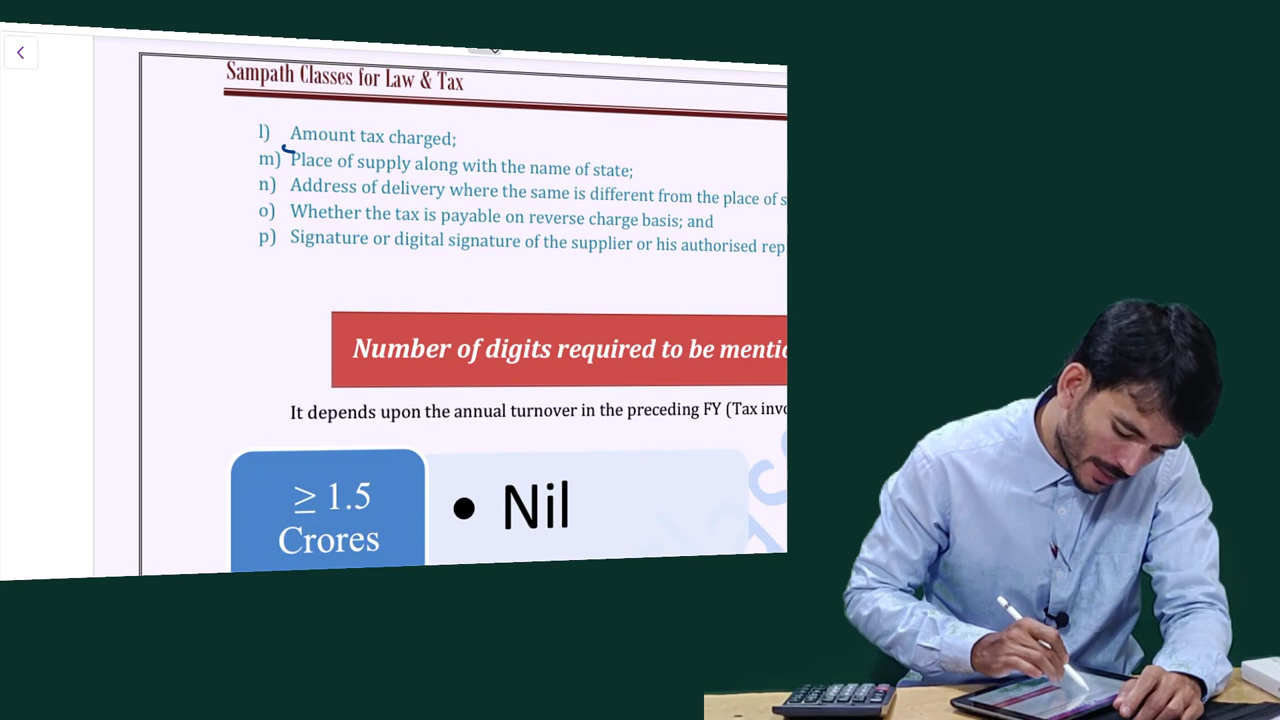 Sampath Classes for Law & Tax
l) Amount tax charged;
m) Place of supply along with the name of state;
n) Address of delivery where the same is different from the place of s
o) Whether the tax is payable on reverse charge basis; and
p) Signature or digital signature of the supplier or his authorised rep
Number of digits required to be mentio
It depends upon the annual turnover in the preceding FY (Tax invo
≥ 1.5
Crores
• Nil